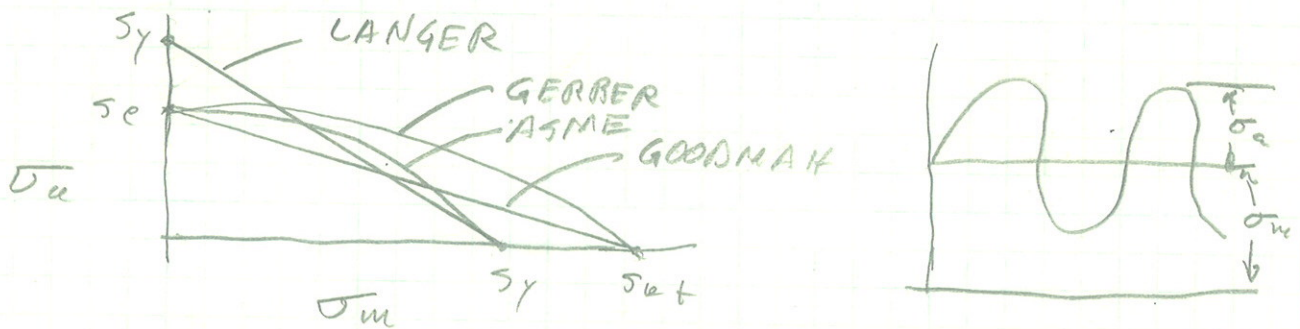 Sy LANGER
GERBER
Se ASME
GOODMAN
σa
σa
σm
Sy Sut
σm